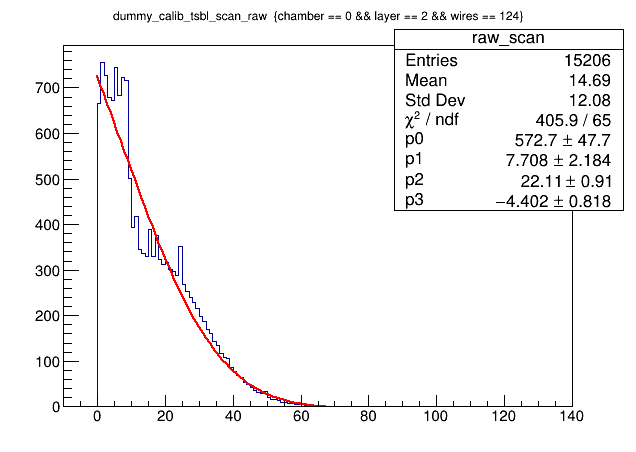 dummy_calib_tsbl_scan_raw {chamber == 0 && layer == 2 && wires == 124}
raw_scan
Entries 15206
Mean 14.69
Std Dev 12.08
χ² / ndf 405.9 / 65
p0 572.7 ± 47.7
p1 7.708 ± 2.184
p2 22.11 ± 0.91
p3 −4.402 ± 0.818
700
600
500
400
300
200
100
0
0 20 40 60 80 100 120 140